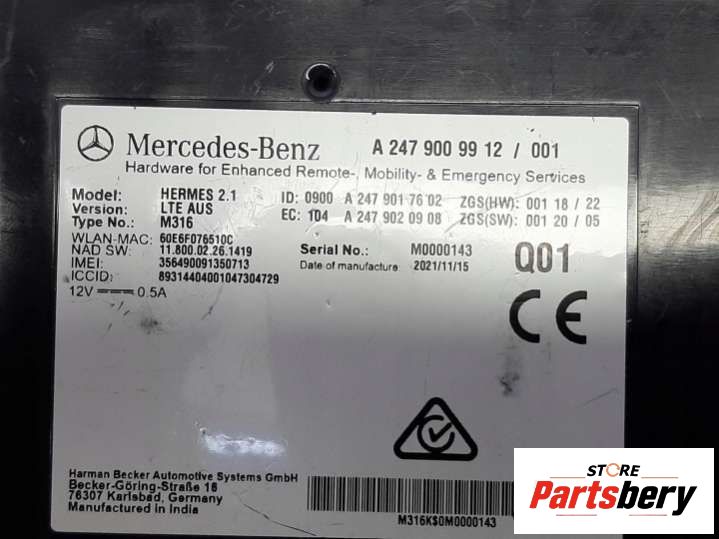 Mercedes-Benz A 247 900 99 12 / 001
Hardware for Enhanced Remote-, Mobility- & Emergency Services
Model: HERMES 2.1 ID: 0900 A 247 901 76 02 ZGS(HW): 001 18 / 22
Version: LTE AUS EC: 104 A 247 902 09 08 ZGS(SW): 001 20 / 05
Type No.: M316
WLAN-MAC: 60E6F076510C Serial No.: M0000143 Q01
NAD SW: 11.800.02.26.1419 Date of manufacture 2021/11/15
IMEI: 356490091350713
ICCID: 89314404001047304729
12V 0.5A
CE
Harman Becker Automotive Systems GmbH
Becker-Göring-Straße 16
76307 Karlsbad, Germany
Manufactured in India
M316K$0M0000143
STORE
Partsbery